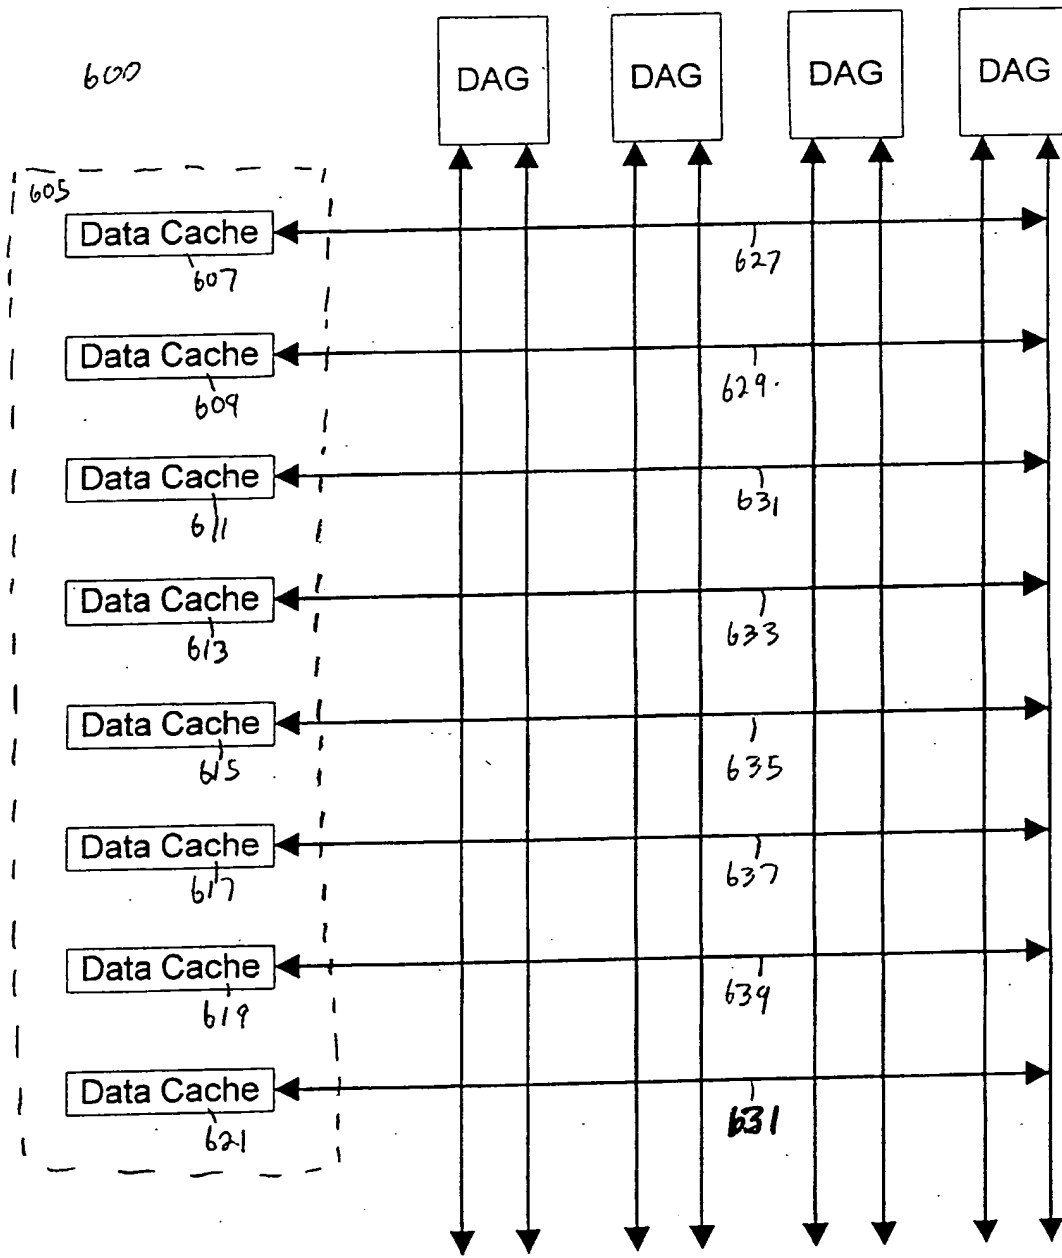 600
DAG DAG DAG DAG
605
Data Cache
607
627
Data Cache
609
629.
Data Cache
611
631
Data Cache
613
633
Data Cache
615
635
Data Cache
617
637
Data Cache
619
639
Data Cache
621
631